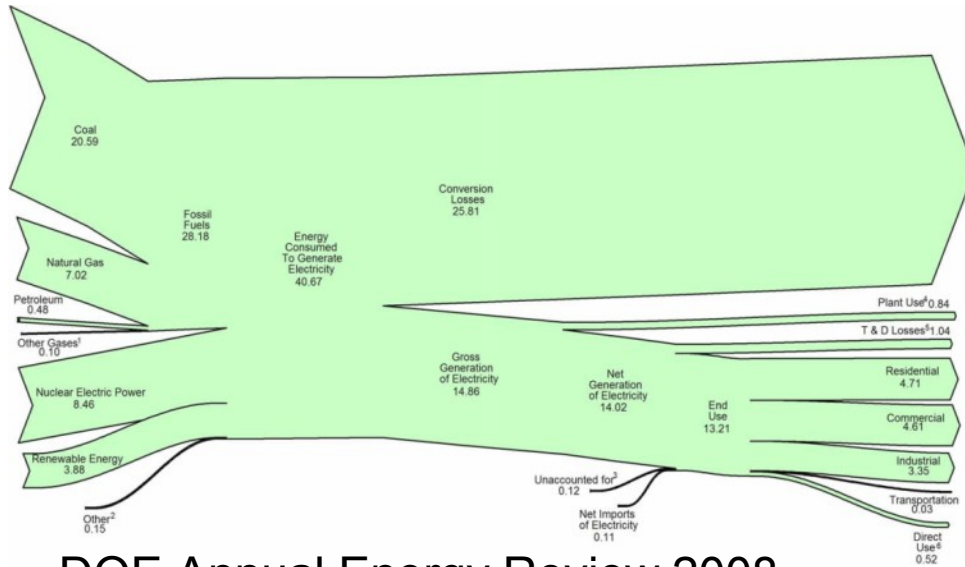 Coal
20.59
Natural Gas
7.02
Petroleum
0.48
Other Gases¹
0.10
Nuclear Electric Power
8.46
Renewable Energy
3.88
Other²
0.15
Fossil
Fuels
28.18
Energy
Consumed
To Generate
Electricity
40.67
Conversion
Losses
25.81
Gross
Generation
of Electricity
14.86
Net
Generation
of Electricity
14.02
Unaccounted for³
0.12
Net Imports
of Electricity
0.11
End
Use
13.21
Plant Use⁴ 0.84
T & D Losses⁵ 1.04
Residential
4.71
Commercial
4.61
Industrial
3.35
Transportation
0.03
Direct
Use⁶
0.52
DOE Annual Energy Review 2008